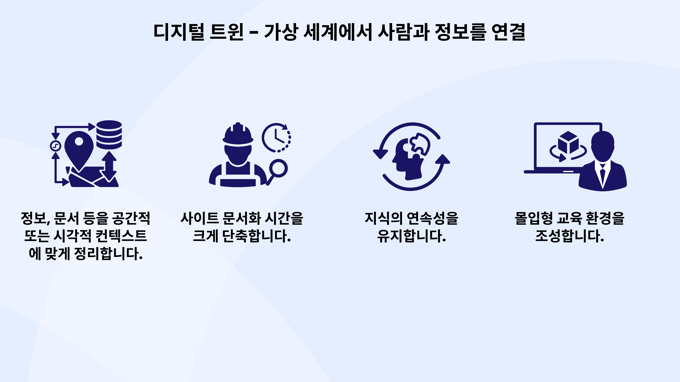 디지털 트윈 – 가상 세계에서 사람과 정보를 연결
정보, 문서 등을 공간적
또는 시각적 컨텍스트
에 맞게 정리합니다.
사이트 문서화 시간을
크게 단축합니다.
지식의 연속성을
유지합니다.
몰입형 교육 환경을
조성합니다.